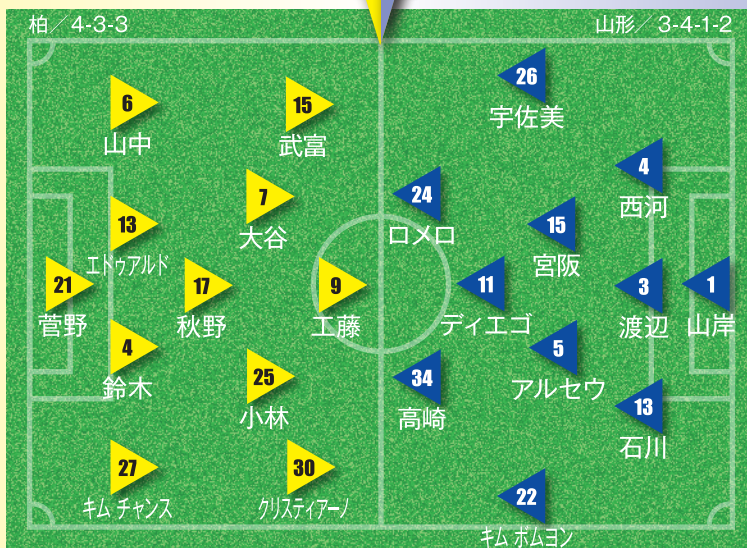 柏／4-3-3
山形／3-4-1-2
6
山中
15
武富
26
宇佐美
4
西河
7
大谷
24
ロメロ
13
エドゥアルド
15
宮阪
21
菅野
17
秋野
9
工藤
11
ディエゴ
3
渡辺
1
山岸
4
鈴木
25
小林
34
高崎
5
アルセウ
13
石川
27
キム チャンス
30
クリスティアーノ
22
キム ボムヨン